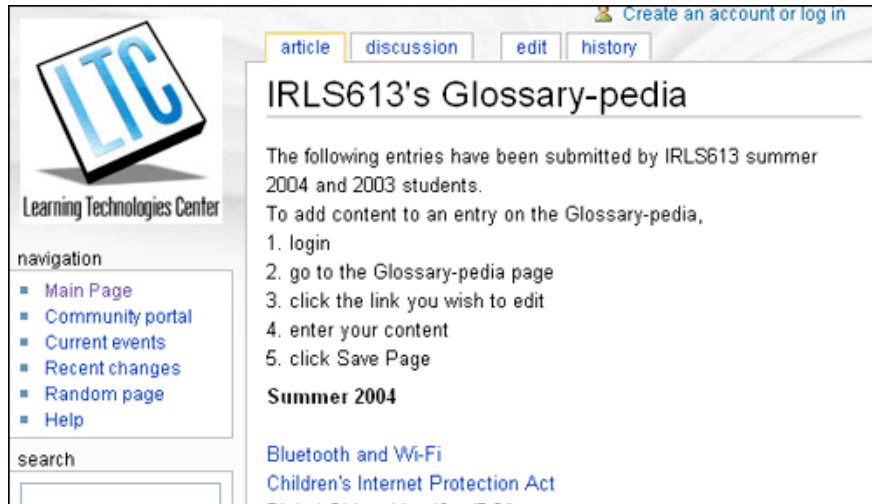 Create an account or log in
article discussion edit history
LTC
Learning Technologies Center
IRLS613's Glossary-pedia
The following entries have been submitted by IRLS613 summer
2004 and 2003 students.
To add content to an entry on the Glossary-pedia,
1. login
2. go to the Glossary-pedia page
3. click the link you wish to edit
4. enter your content
5. click Save Page
Summer 2004
Bluetooth and Wi-Fi
Children's Internet Protection Act
navigation
Main Page
Community portal
Current events
Recent changes
Random page
Help
search